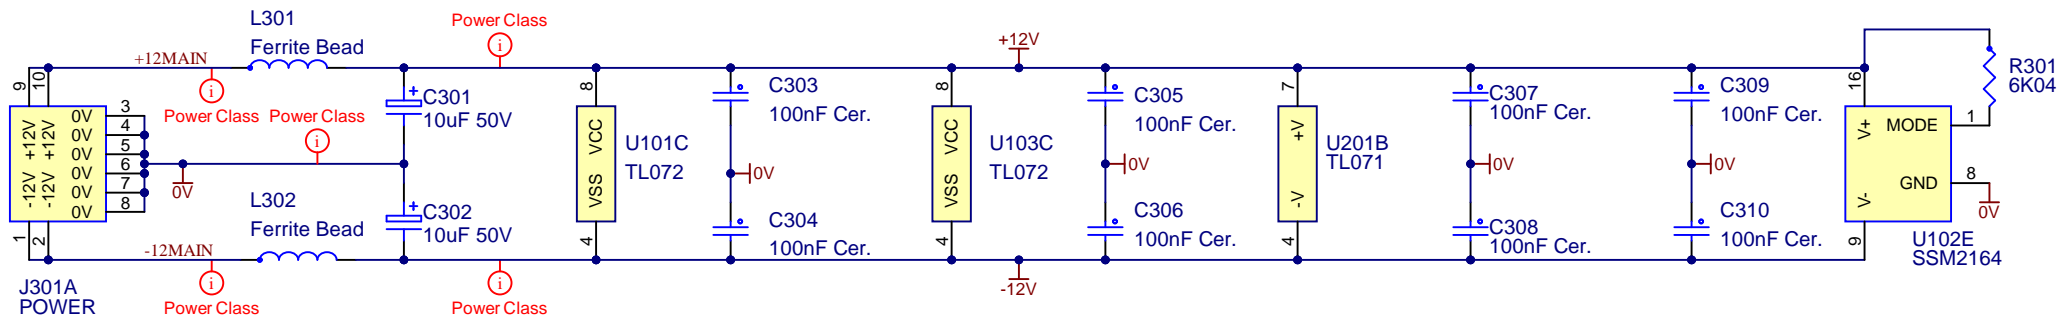 L301
Ferrite Bead
Power Class
+12MAIN
Power Class
Power Class
9
10
+12V
+12V
-12V
-12V
0V
0V
0V
0V
0V
0V
3
4
5
6
7
8
1
2
J301A
POWER
0V
-12MAIN
Power Class
L302
Ferrite Bead
Power Class
C301
10uF 50V
C302
10uF 50V
8
VCC
VSS
4
U101C
TL072
C303
100nF Cer.
0V
C304
100nF Cer.
8
VCC
VSS
4
U103C
TL072
+12V
-12V
C305
100nF Cer.
0V
C306
100nF Cer.
7
+V
-V
4
U201B
TL071
C307
100nF Cer.
0V
C308
100nF Cer.
C309
100nF Cer.
0V
C310
100nF Cer.
16
V+
MODE
1
GND
8
V-
9
0V
R301
6K04
U102E
SSM2164